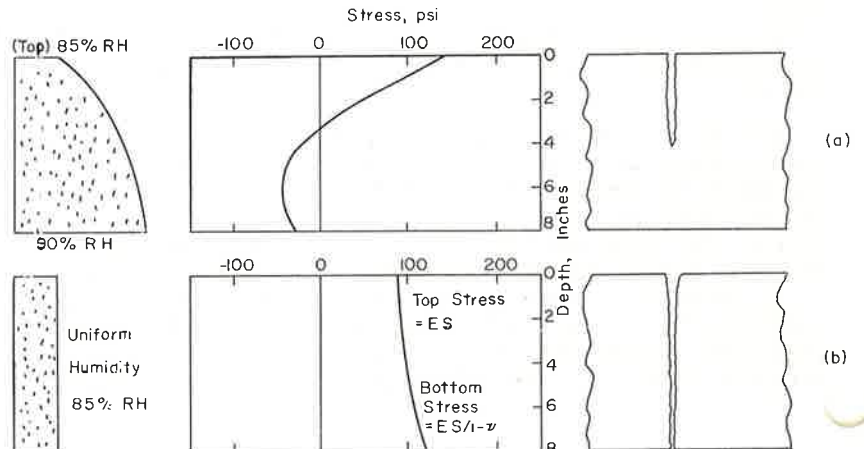 Stress, psi
(Top) 85% RH
-100 0 100 200
0
2
4
6
8
90% RH
(a)
Depth, Inches
-100 0 100 200
0
2
4
6
8
Uniform
Humidity
85% RH
Top Stress
= ES
Bottom
Stress
= ES/1-ν
(b)